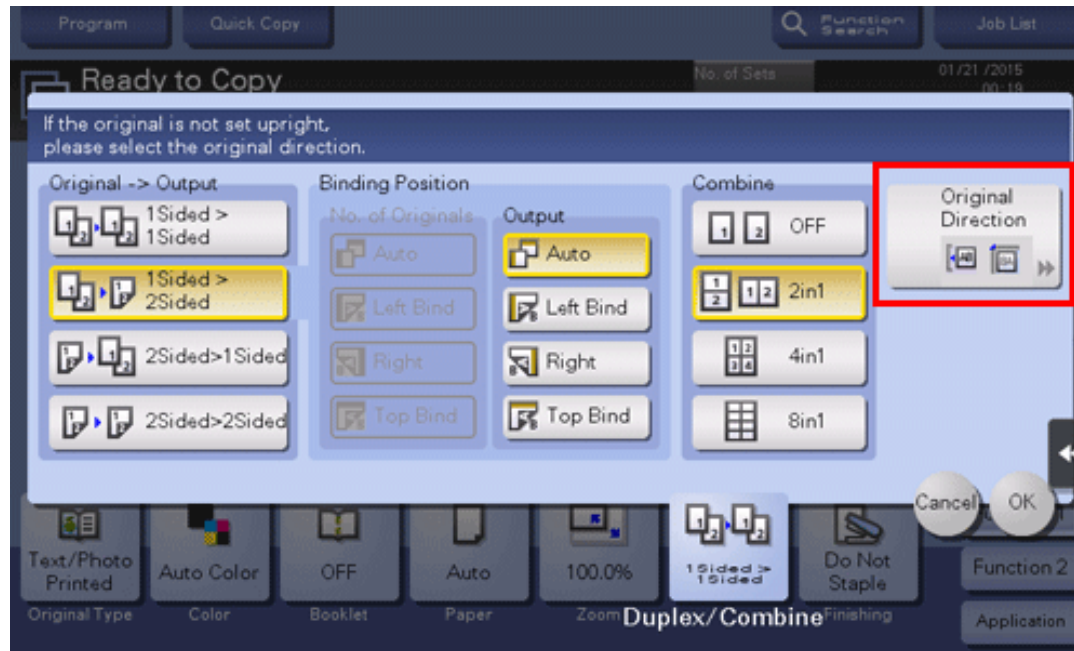 Program
Quick Copy
Function
Search
Job List
Ready to Copy
No. of Sets
01/21/2015
00:19
If the original is not set upright,
please select the original direction.
Original -> Output
Binding Position
Combine
Original
Direction
1Sided >
1Sided
1Sided >
2Sided
2Sided>1Sided
2Sided>2Sided
No. of Originals
Auto
Left Bind
Right
Top Bind
Output
Auto
Left Bind
Right
Top Bind
OFF
2in1
4in1
8in1
Cancel
OK
Text/Photo
Printed
Auto Color
OFF
Auto
100.0%
1Sided >
1Sided
Do Not
Staple
Function 2
Original Type
Color
Booklet
Paper
Zoom
Duplex/Combine
Finishing
Application